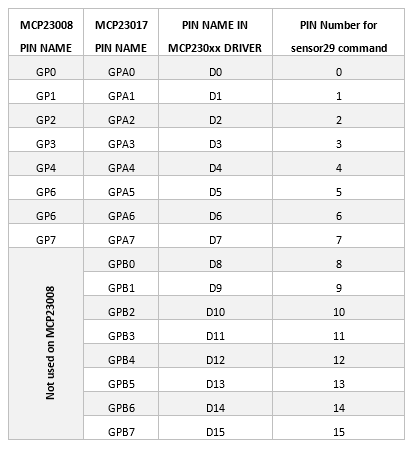 MCP23008 MCP23017 PIN NAME IN PIN Number for
PIN NAME PIN NAME MCP230xx DRIVER sensor29 command
GP0 GPA0 D0 0
GP1 GPA1 D1 1
GP2 GPA2 D2 2
GP3 GPA3 D3 3
GP4 GPA4 D4 4
GP6 GPA5 D5 5
GP6 GPA6 D6 6
GP7 GPA7 D7 7
Not used on MCP23008
GPB0 D8 8
GPB1 D9 9
GPB2 D10 10
GPB3 D11 11
GPB4 D12 12
GPB5 D13 13
GPB6 D14 14
GPB7 D15 15